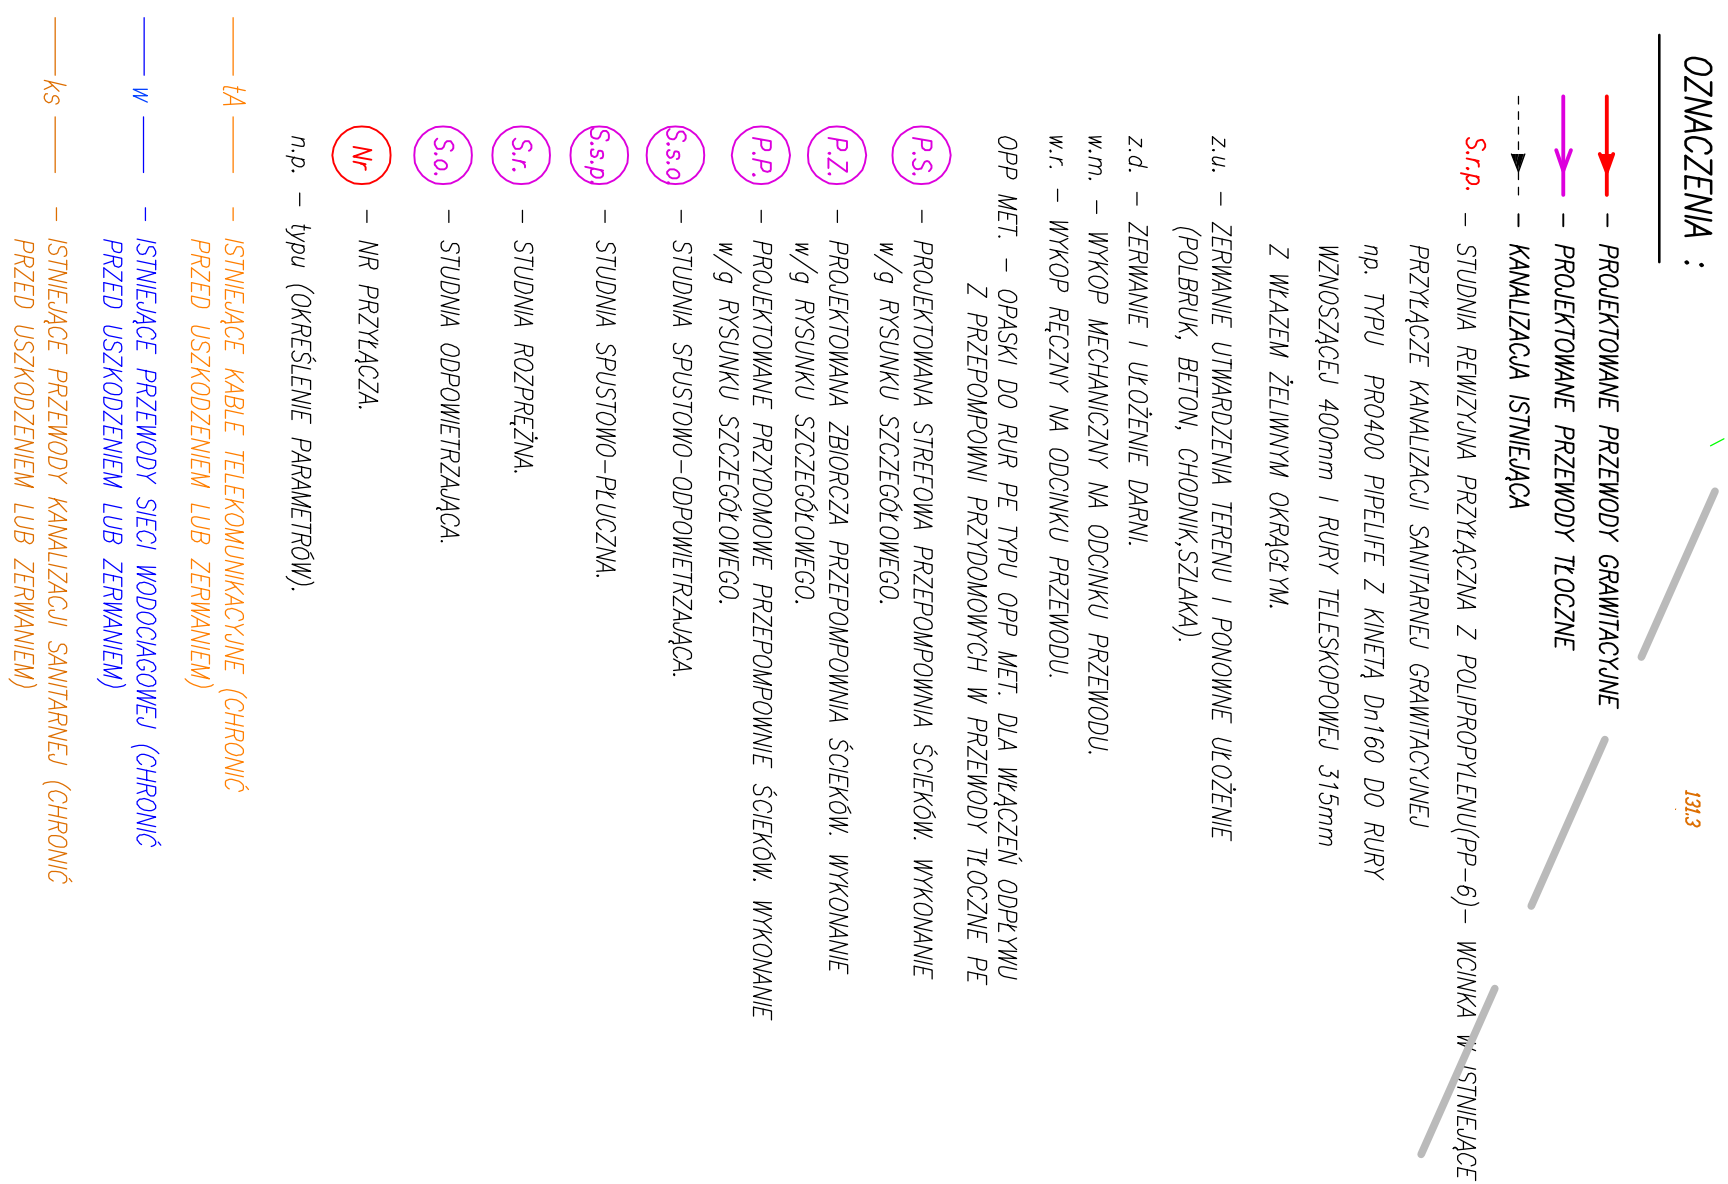 OZNACZENIA :
- PROJEKTOWANE PRZEWODY GRAWITACYJNE
- PROJEKTOWANE PRZEWODY TŁOCZNE
- KANALIZACJA ISTNIEJĄCA
S.r.p. - STUDNIA REWIZYJNA PRZYŁĄCZNA Z POLIPROPYLENU(PP-6)- WCINKA W ISTNIEJĄCE
PRZYŁĄCZE KANALIZACJI SANITARNEJ GRAWITACYJNEJ
np. TYPU PRO400 PIPELIFE Z KINETĄ Dn160 DO RURY
WZNOSZĄCEJ 400mm I RURY TELESKOPOWEJ 315mm
Z WŁAZEM ŻELIWNYM OKRĄGŁYM.
z.u. - ZERWANIE UTWARDZENIA TERENU I PONOWNE UŁOŻENIE
(POLBRUK, BETON, CHODNIK,SZLAKA).
z.d. - ZERWANIE I UŁOŻENIE DARNI.
w.m. - WYKOP MECHANICZNY NA ODCINKU PRZEWODU.
w.r. - WYKOP RĘCZNY NA ODCINKU PRZEWODU.
OPP MET. - OPASKI DO RUR PE TYPU OPP MET. DLA WŁĄCZEŃ ODPŁYWU
Z PRZEPOMPOWNI PRZYDOMOWYCH W PRZEWODY TŁOCZNE PE
P.S. - PROJEKTOWANA STREFOWA PRZEPOMPOWNIA ŚCIEKÓW. WYKONANIE
w/g RYSUNKU SZCZEGÓŁOWEGO.
P.Z. - PROJEKTOWANA ZBIORCZA PRZEPOMPOWNIA ŚCIEKÓW. WYKONANIE
w/g RYSUNKU SZCZEGÓŁOWEGO.
P.P. - PROJEKTOWANE PRZYDOMOWE PRZEPOMPOWNIE ŚCIEKÓW. WYKONANIE
w/g RYSUNKU SZCZEGÓŁOWEGO.
S.s.o. - STUDNIA SPUSTOWO-ODPOWIETRZAJĄCA.
S.s.p. - STUDNIA SPUSTOWO-PŁUCZNA.
S.r. - STUDNIA ROZPRĘŻNA.
S.o. - STUDNIA ODPOWIETRZAJĄCA.
Nr - NR PRZYŁĄCZA.
n.p. - typu (OKREŚLENIE PARAMETRÓW).
tA - ISTNIEJĄCE KABLE TELEKOMUNIKACYJNE (CHRONIĆ
PRZED USZKODZENIEM LUB ZERWANIEM)
w - ISTNIEJĄCE PRZEWODY SIECI WODOCIAGOWEJ (CHRONIĆ
PRZED USZKODZENIEM LUB ZERWANIEM)
ks - ISTNIEJĄCE PRZEWODY KANALIZACJI SANITARNEJ (CHRONIĆ
PRZED USZKODZENIEM LUB ZERWANIEM)
131.3